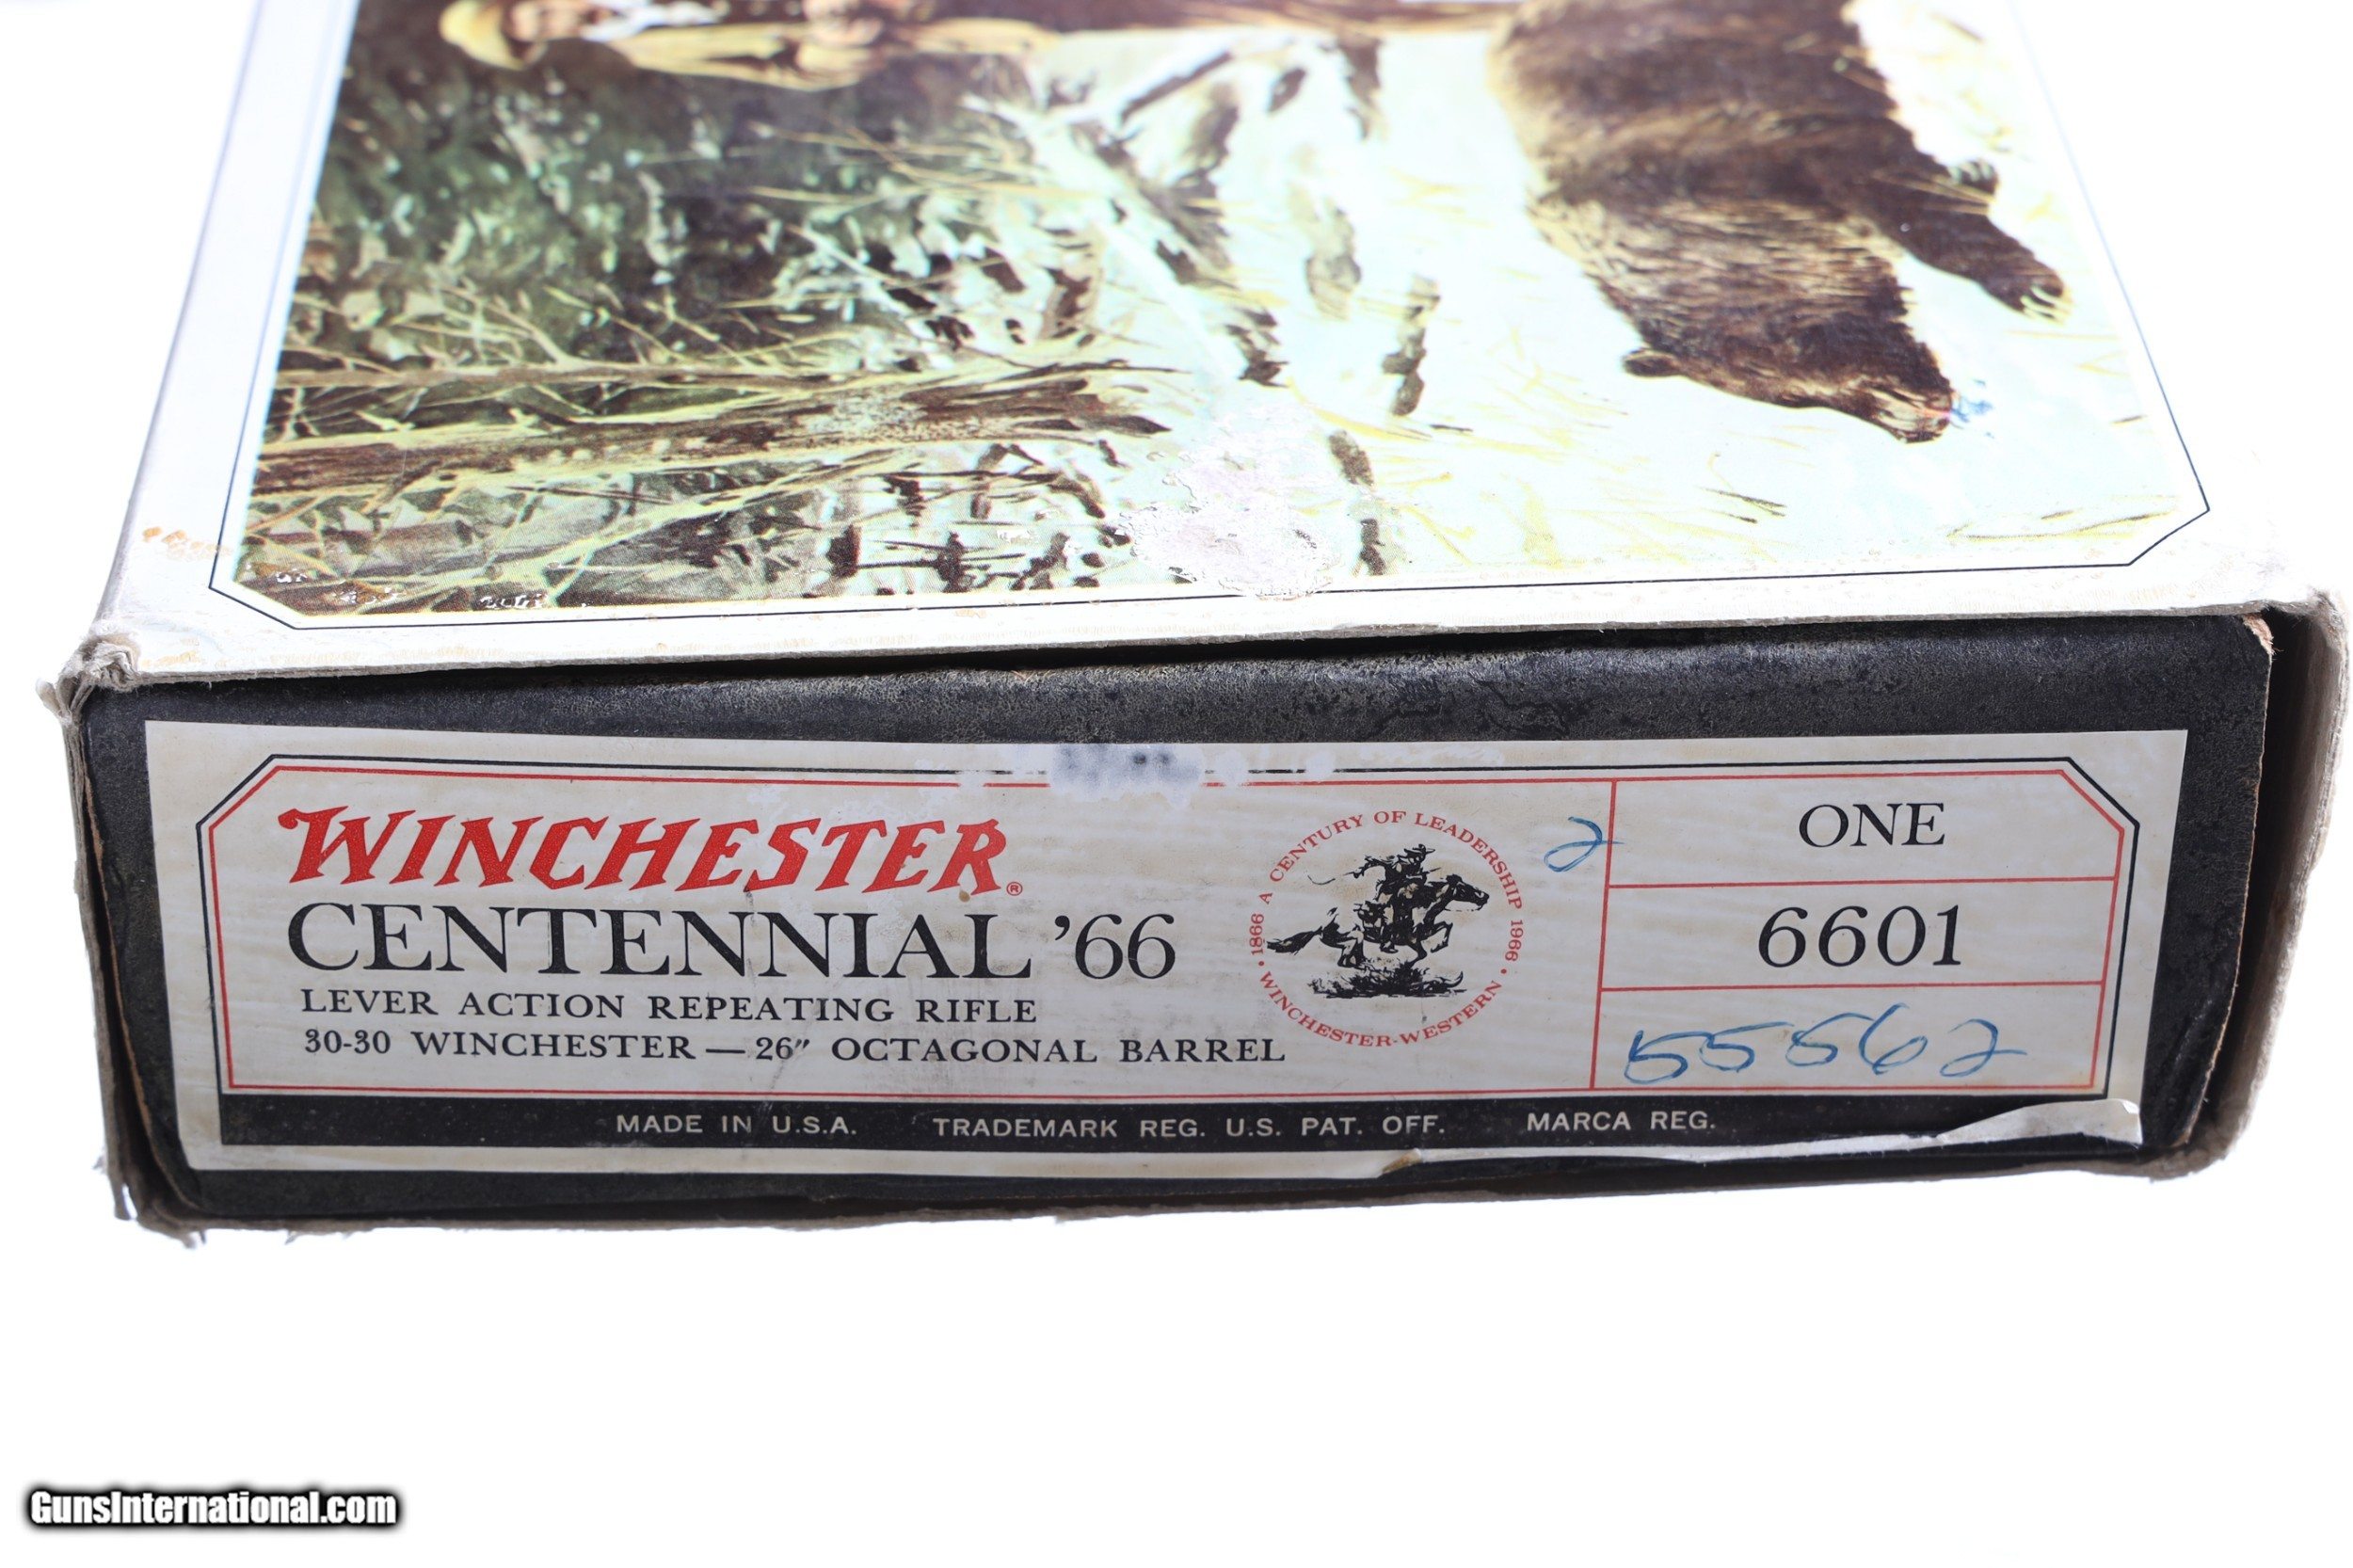 WINCHESTER®
CENTENNIAL '66
LEVER ACTION REPEATING RIFLE
30-30 WINCHESTER — 26" OCTAGONAL BARREL
1866 A CENTURY OF LEADERSHIP 1966 • WINCHESTER-WESTERN •
2
ONE
6601
55562
MADE IN U.S.A. TRADEMARK REG. U.S. PAT. OFF. MARCA REG.
GunsInternational.com